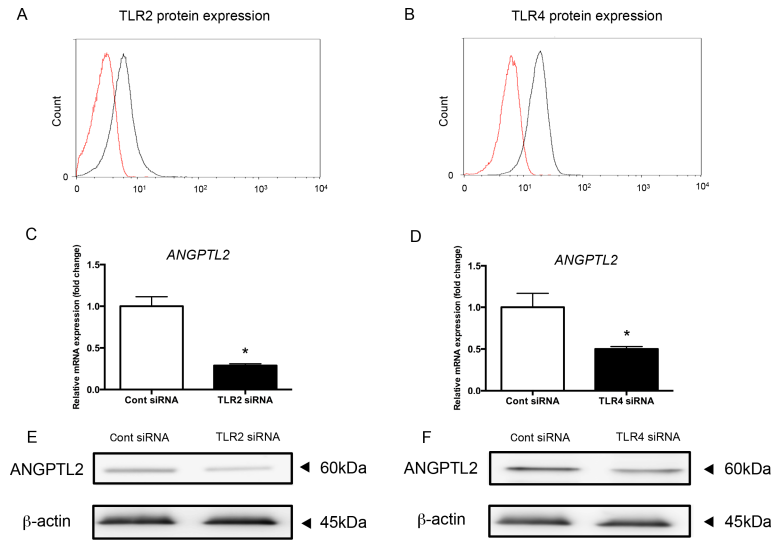 A TLR2 protein expression
B TLR4 protein expression
Count
0
0 10¹ 10² 10³ 10⁴
Count
0
0 10¹ 10² 10³ 10⁴
C
ANGPTL2
Relative mRNA expression (fold change)
1.5
1.0
0.5
0.0
*
Cont siRNA TLR2 siRNA
D
ANGPTL2
Relative mRNA expression (fold change)
1.5
1.0
0.5
0.0
*
Cont siRNA TLR4 siRNA
E Cont siRNA TLR2 siRNA
ANGPTL2 60kDa
β-actin 45kDa
F Cont siRNA TLR4 siRNA
ANGPTL2 60kDa
β-actin 45kDa